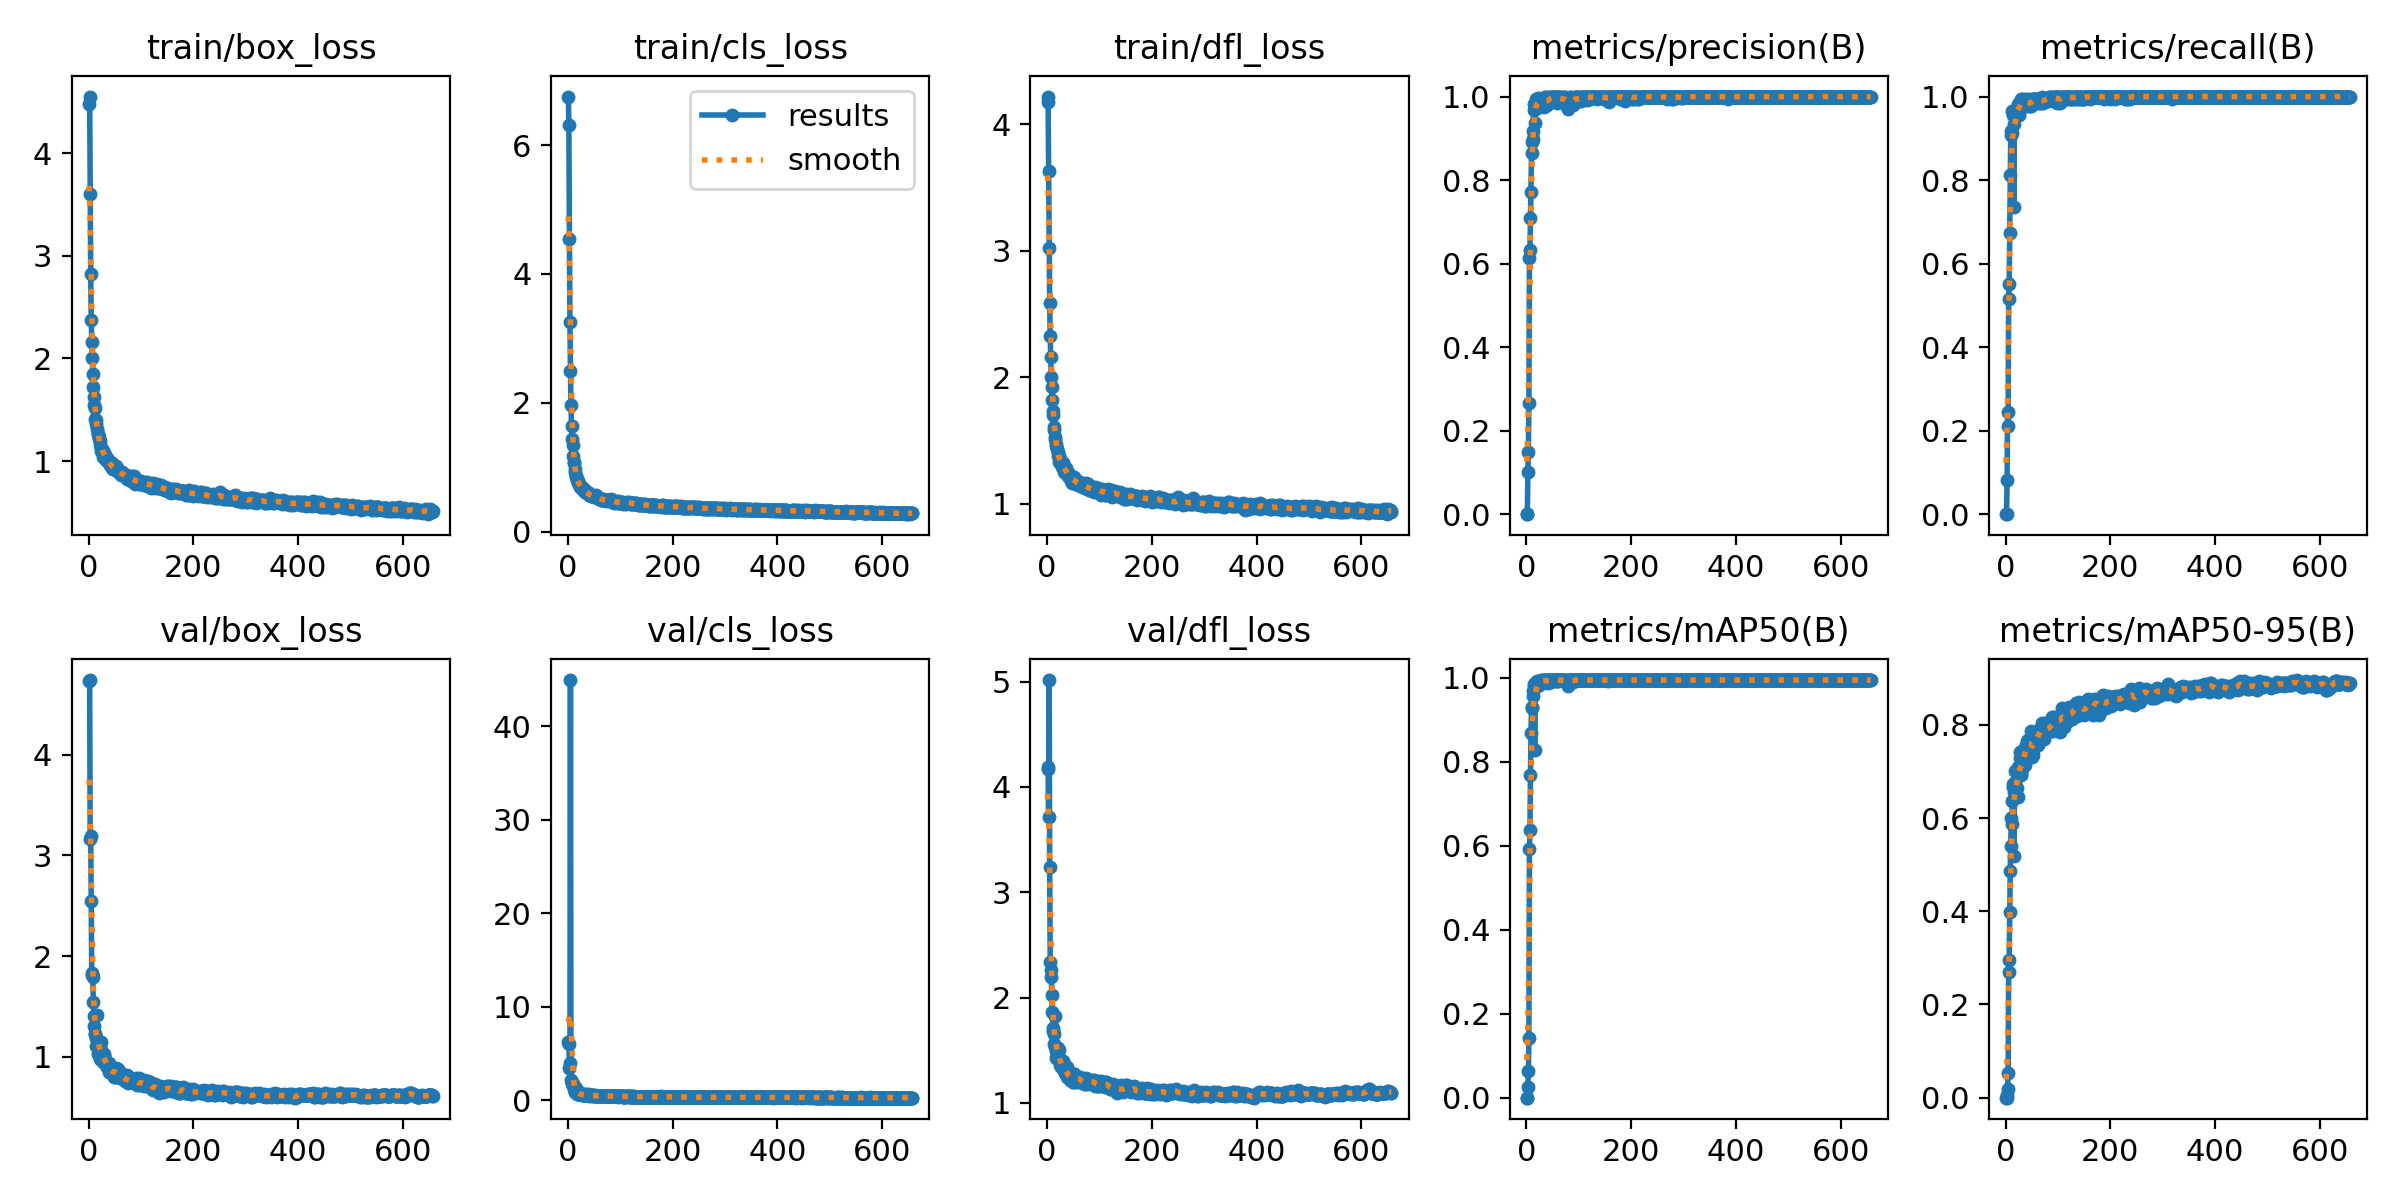 train/box_loss
4
3
2
1
0 200 400 600
train/cls_loss
results
smooth
6
4
2
0
0 200 400 600
train/dfl_loss
4
3
2
1
0 200 400 600
metrics/precision(B)
1.0
0.8
0.6
0.4
0.2
0.0
0 200 400 600
metrics/recall(B)
1.0
0.8
0.6
0.4
0.2
0.0
0 200 400 600
val/box_loss
4
3
2
1
0 200 400 600
val/cls_loss
40
30
20
10
0
0 200 400 600
val/dfl_loss
5
4
3
2
1
0 200 400 600
metrics/mAP50(B)
1.0
0.8
0.6
0.4
0.2
0.0
0 200 400 600
metrics/mAP50-95(B)
0.8
0.6
0.4
0.2
0.0
0 200 400 600